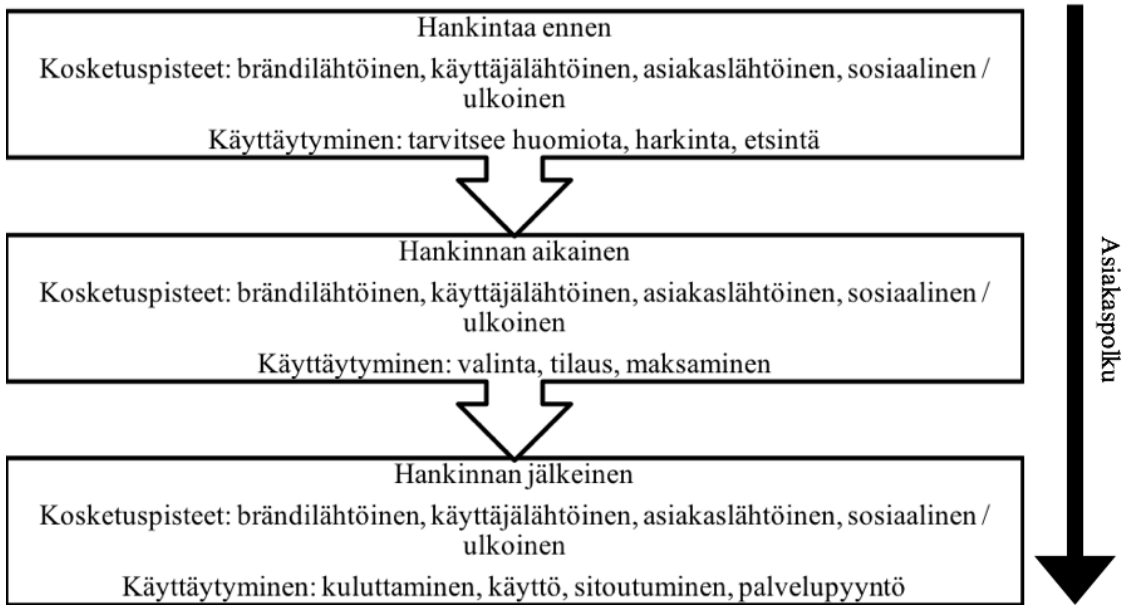 Hankintaa ennen
Kosketuspisteet: brändilähtöinen, käyttäjälähtöinen, asiakaslähtöinen, sosiaalinen /
ulkoinen
Käyttäytyminen: tarvitsee huomiota, harkinta, etsintä
Hankinnan aikainen
Kosketuspisteet: brändilähtöinen, käyttäjälähtöinen, asiakaslähtöinen, sosiaalinen /
ulkoinen
Käyttäytyminen: valinta, tilaus, maksaminen
Hankinnan jälkeinen
Kosketuspisteet: brändilähtöinen, käyttäjälähtöinen, asiakaslähtöinen, sosiaalinen /
ulkoinen
Käyttäytyminen: kuluttaminen, käyttö, sitoutuminen, palvelupyyntö
Asiakaspolku